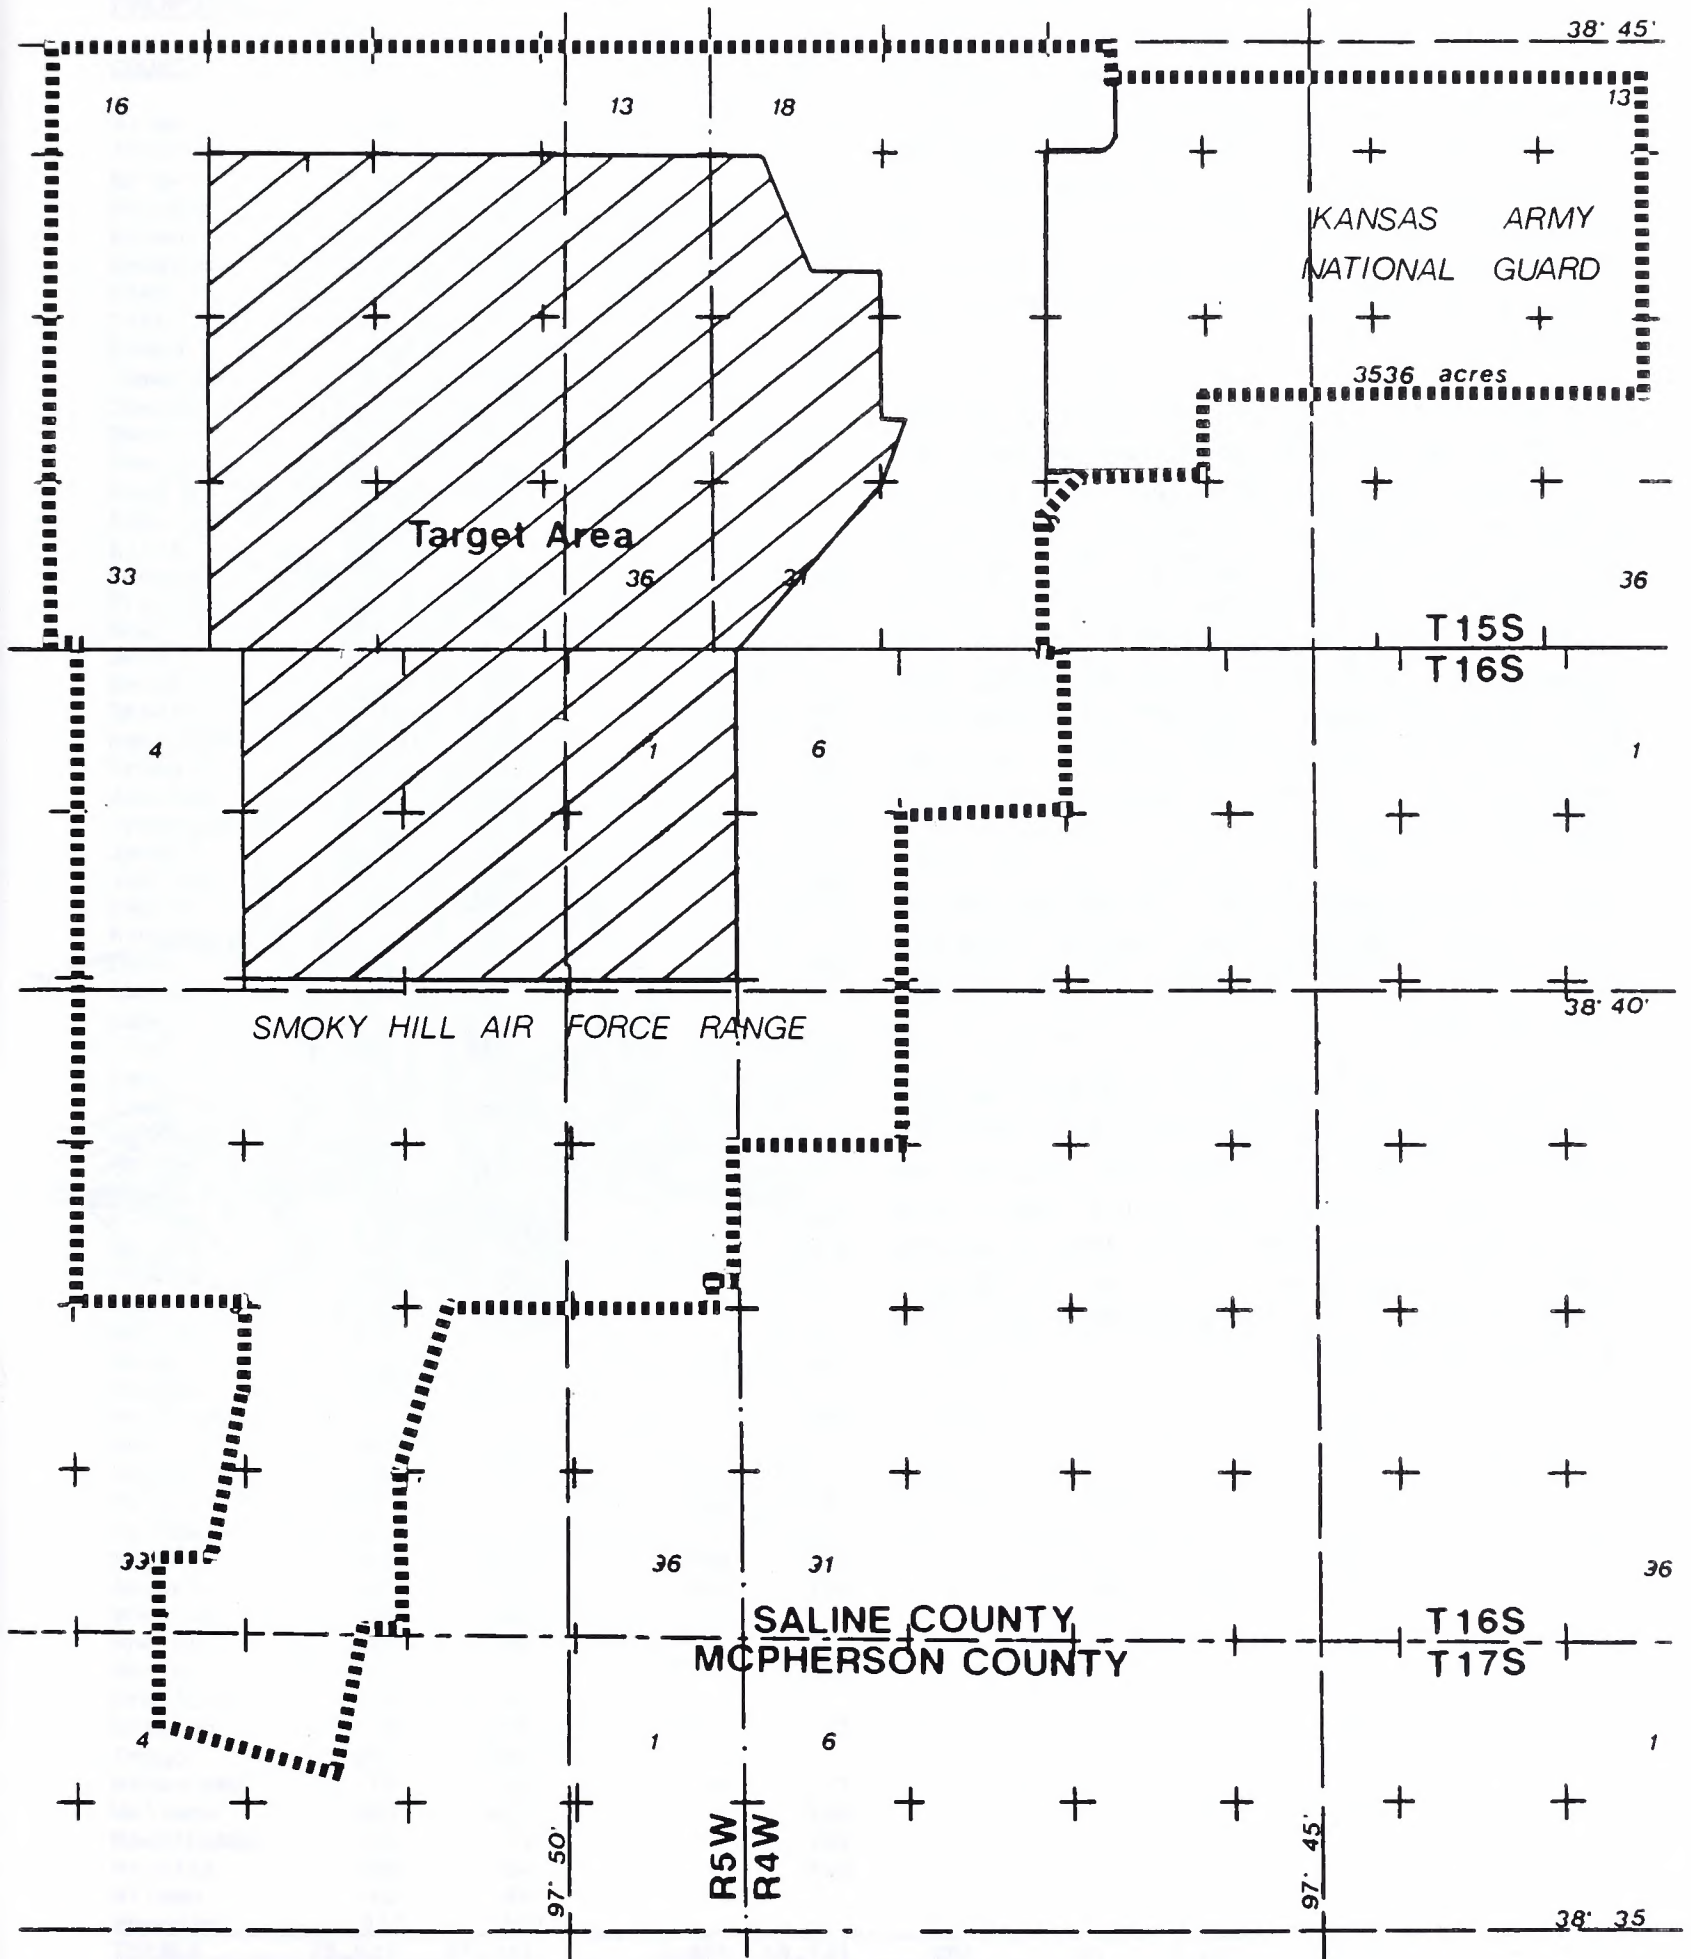 38° 45'
16 13 18 13
KANSAS ARMY
NATIONAL GUARD
3536 acres
Target Area
33 36 31 36
T15S
T16S
4 1 6 1
38° 40'
SMOKY HILL AIR FORCE RANGE
33 36 31 36
SALINE COUNTY T16S
MCPHERSON COUNTY T17S
4 1 6 1
97° 50'
R5W
R4W
97° 45'
38° 35